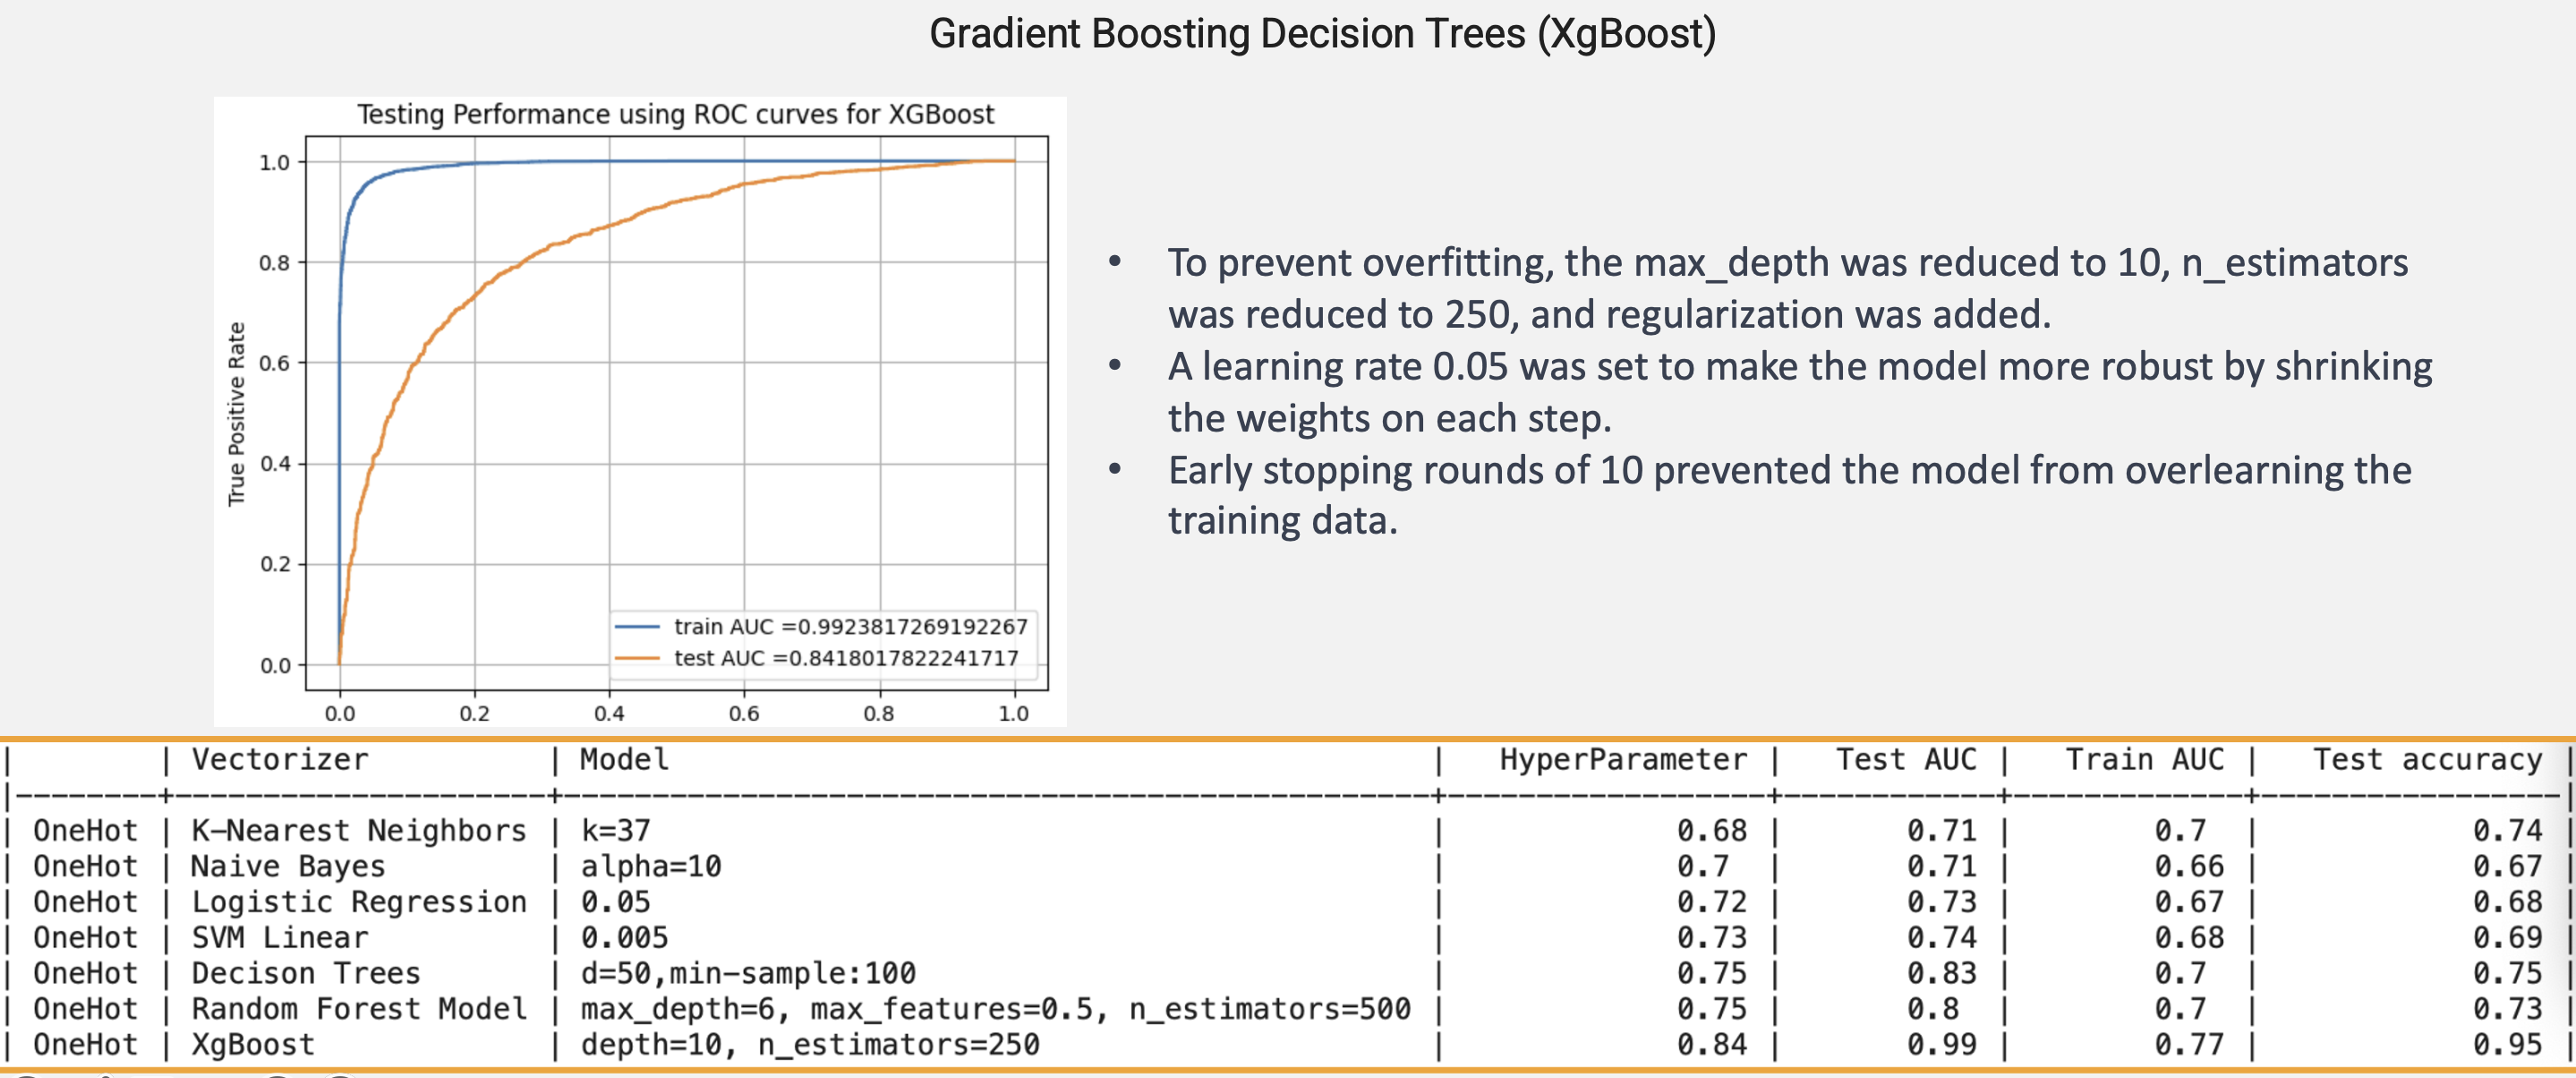 Gradient Boosting Decision Trees (XgBoost)
Testing Performance using ROC curves for XGBoost
True Positive Rate
1.0
0.8
0.6
0.4
0.2
0.0
train AUC =0.9923817269192267
test AUC =0.8418017822241717
0.0 0.2 0.4 0.6 0.8 1.0
• To prevent overfitting, the max_depth was reduced to 10, n_estimators
was reduced to 250, and regularization was added.
• A learning rate 0.05 was set to make the model more robust by shrinking
the weights on each step.
• Early stopping rounds of 10 prevented the model from overlearning the
training data.
| | Vectorizer | Model | HyperParameter | Test AUC | Train AUC | Test accuracy |
| OneHot | K-Nearest Neighbors | k=37 | 0.68 | 0.71 | 0.7 | 0.74 |
| OneHot | Naive Bayes | alpha=10 | 0.7 | 0.71 | 0.66 | 0.67 |
| OneHot | Logistic Regression | 0.05 | 0.72 | 0.73 | 0.67 | 0.68 |
| OneHot | SVM Linear | 0.005 | 0.73 | 0.74 | 0.68 | 0.69 |
| OneHot | Decison Trees | d=50,min-sample:100 | 0.75 | 0.83 | 0.7 | 0.75 |
| OneHot | Random Forest Model | max_depth=6, max_features=0.5, n_estimators=500 | 0.75 | 0.8 | 0.7 | 0.73 |
| OneHot | XgBoost | depth=10, n_estimators=250 | 0.84 | 0.99 | 0.77 | 0.95 |